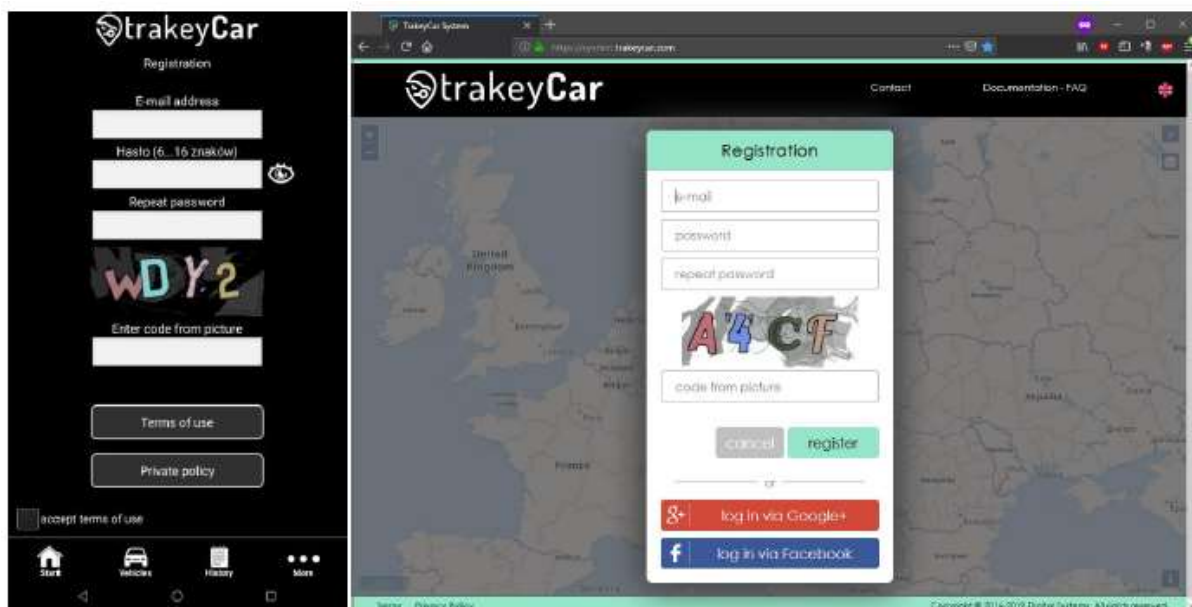 trakeyCar
Registration
E-mail address
Hasło (6...16 znaków)
Repeat password
WDY2
Enter code from picture
Terms of use
Private policy
accept terms of use
Start
Vehicles
History
More
TrakeyCar System
trakeycar.com
trakeyCar
Contact
Documentation - FAQ
Registration
e-mail
password
repeat password
A4CF
code from picture
cancel
register
or
log in via Google+
log in via Facebook
United
Kingdom
Terms
Privacy Policy